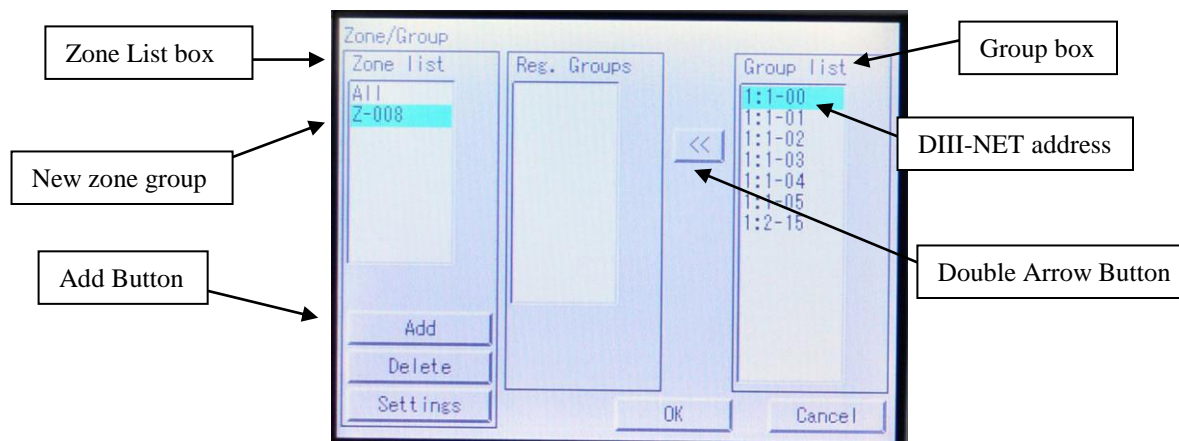 Zone List box
New zone group
Add Button
Zone/Group
Zone list
All
Z-008
Add
Delete
Settings
Reg. Groups
<<
Group list
1:1-00
1:1-01
1:1-02
1:1-03
1:1-04
1:1-05
1:2-15
OK
Cancel
Group box
DIII-NET address
Double Arrow Button